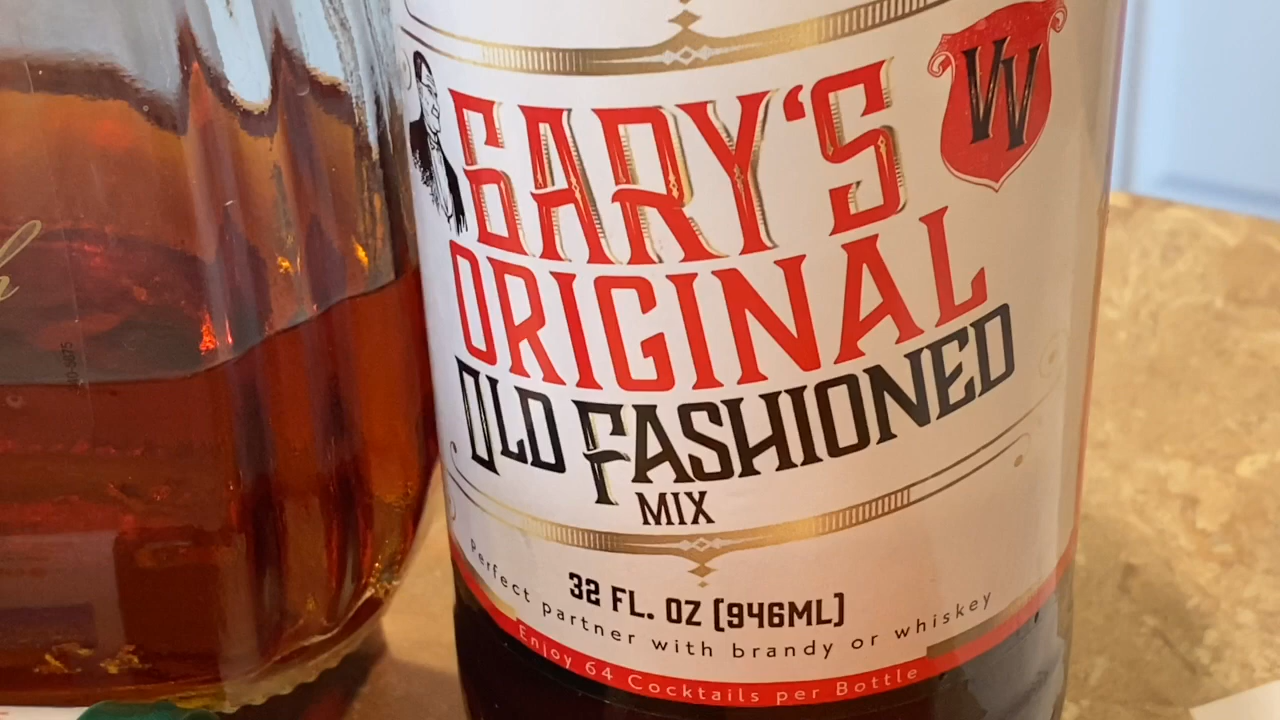 GARY'S
W
ORIGINAL
OLD FASHIONED
MIX
32 FL. OZ (946ML)
Perfect partner with brandy or whiskey
Enjoy 64 Cocktails per Bottle